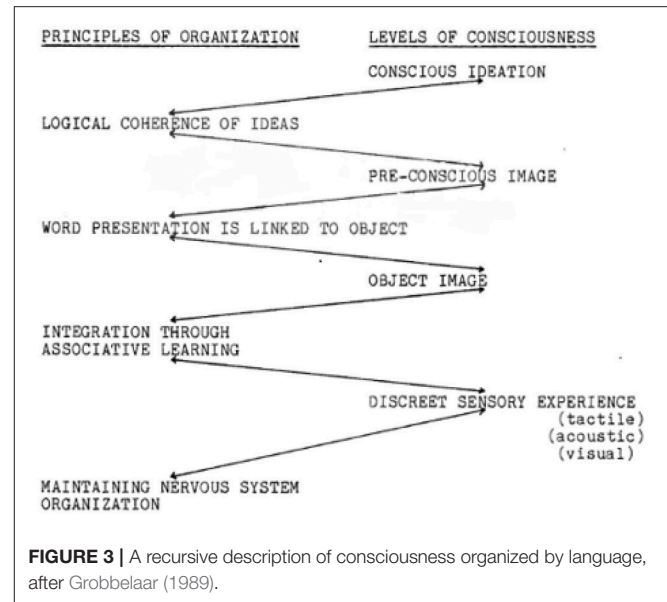 PRINCIPLES OF ORGANIZATION
LEVELS OF CONSCIOUSNESS
CONSCIOUS IDEATION
LOGICAL COHERENCE OF IDEAS
PRE-CONSCIOUS IMAGE
WORD PRESENTATION IS LINKED TO OBJECT
OBJECT IMAGE
INTEGRATION THROUGH
ASSOCIATIVE LEARNING
DISCREET SENSORY EXPERIENCE
(tactile)
(acoustic)
(visual)
MAINTAINING NERVOUS SYSTEM
ORGANIZATION
FIGURE 3 | A recursive description of consciousness organized by language,
after Grobbelaar (1989).